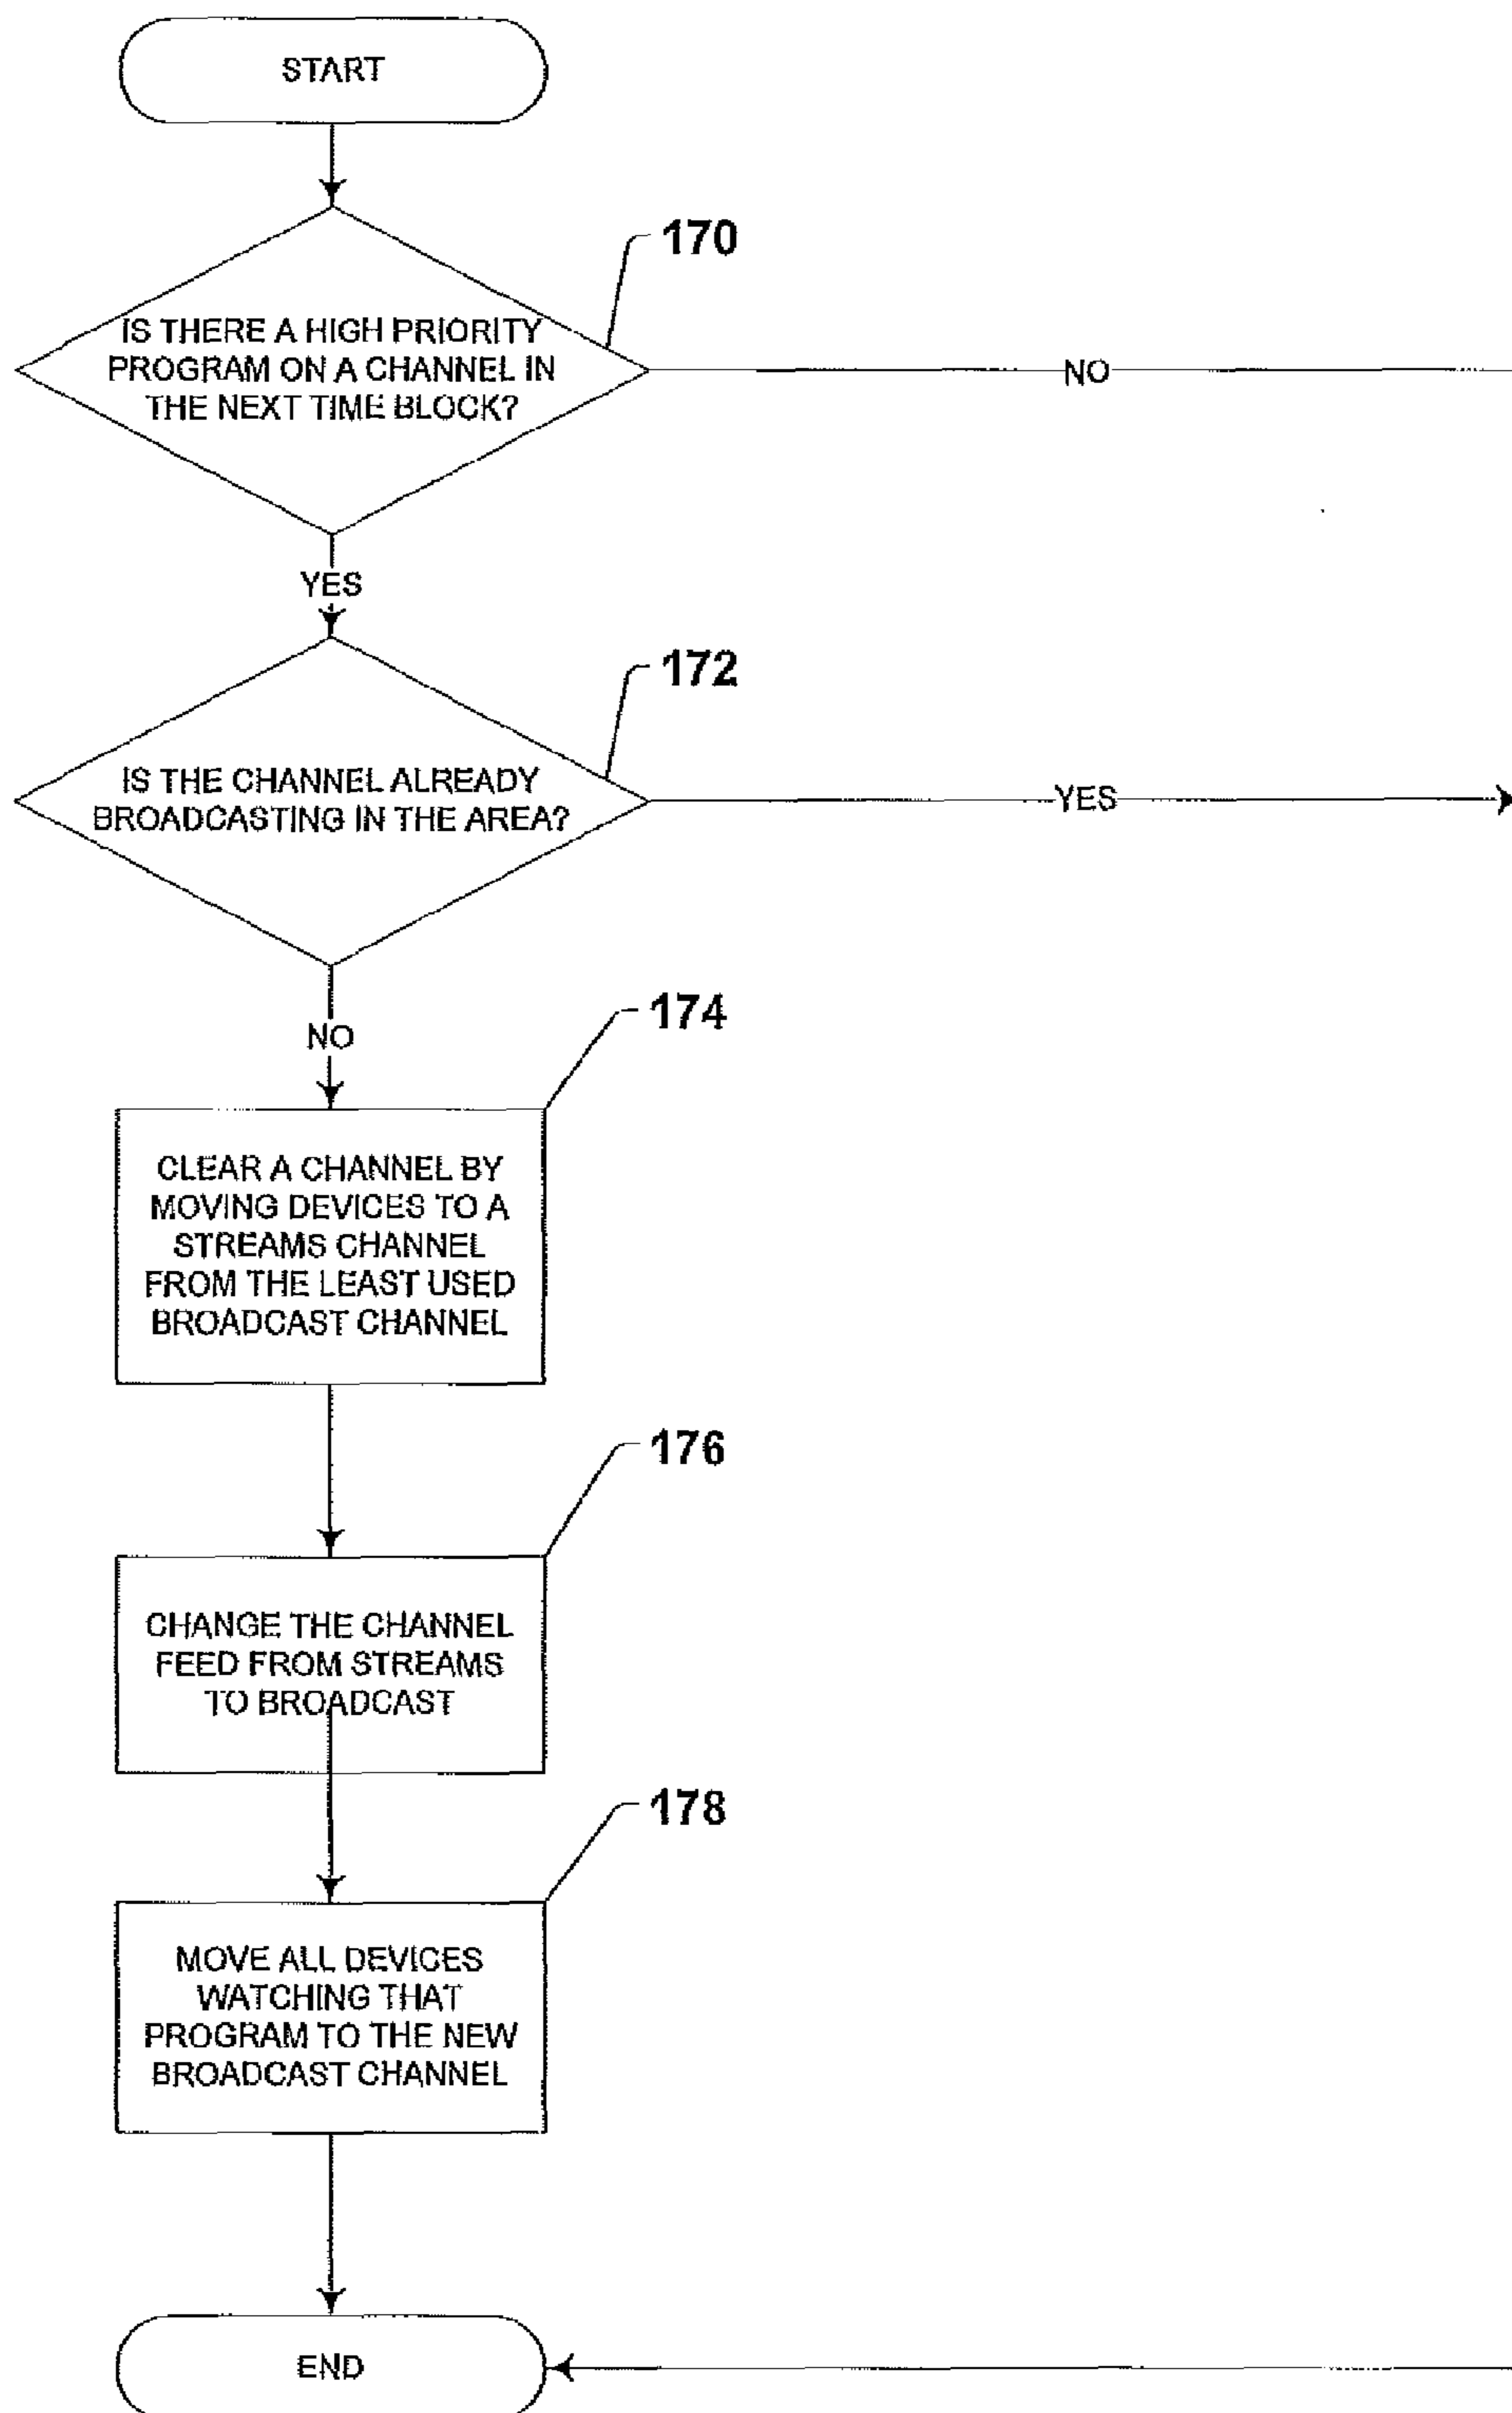 START
170
IS THERE A HIGH PRIORITY
PROGRAM ON A CHANNEL IN
THE NEXT TIME BLOCK?
NO
YES
172
IS THE CHANNEL ALREADY
BROADCASTING IN THE AREA?
YES
NO
174
CLEAR A CHANNEL BY
MOVING DEVICES TO A
STREAMS CHANNEL
FROM THE LEAST USED
BROADCAST CHANNEL
176
CHANGE THE CHANNEL
FEED FROM STREAMS
TO BROADCAST
178
MOVE ALL DEVICES
WATCHING THAT
PROGRAM TO THE NEW
BROADCAST CHANNEL
END